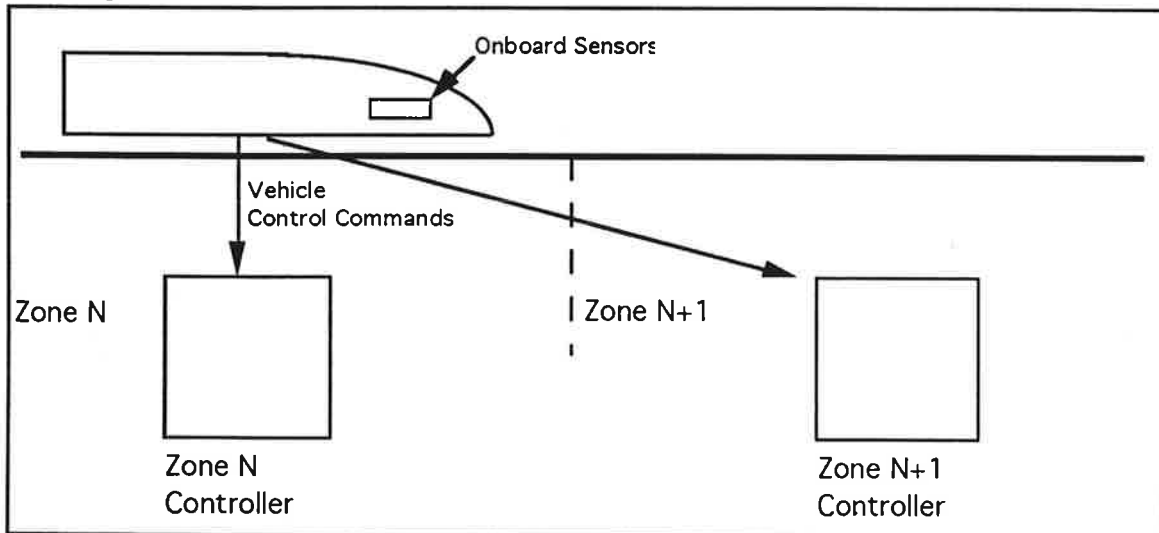 Onboard Sensors
Vehicle
Control Commands
Zone N
Zone N+1
Zone N
Controller
Zone N+1
Controller